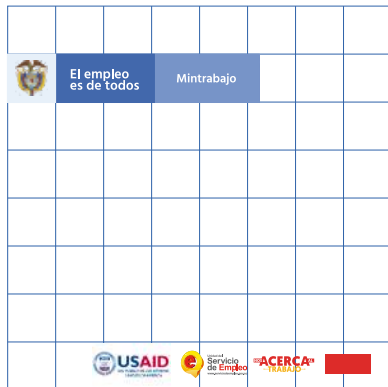 El empleo
es de todos
Mintrabajo
USAID
Servicio
de Empleo
ACERCA
TRABAJO